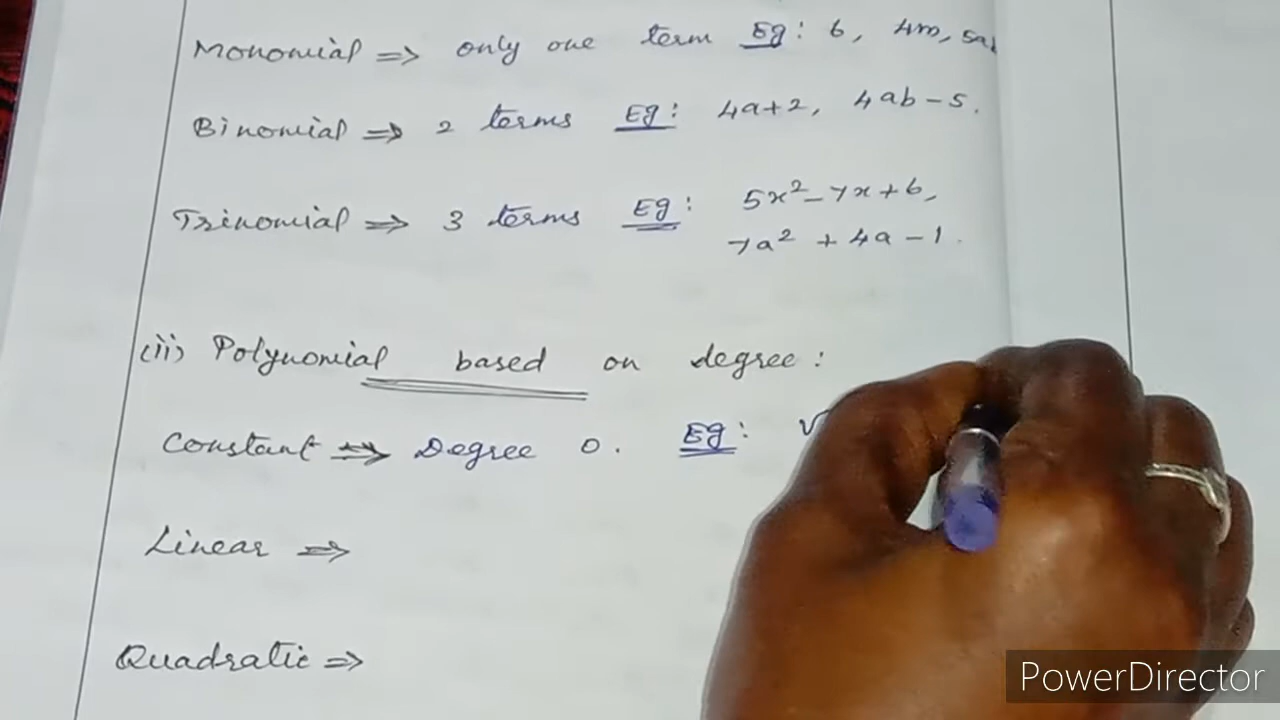 Monomial ⇒ only one term Eg: 6, 4m, 5a,
Binomial ⇒ 2 terms Eg: 4a+2, 4ab-5.
Trinomial ⇒ 3 terms Eg: 5x²-7x+6,
7a² + 4a - 1.
(ii) Polynomial based on degree:
Constant ⇒ Degree 0. Eg:
Linear ⇒
Quadratic ⇒
PowerDirector